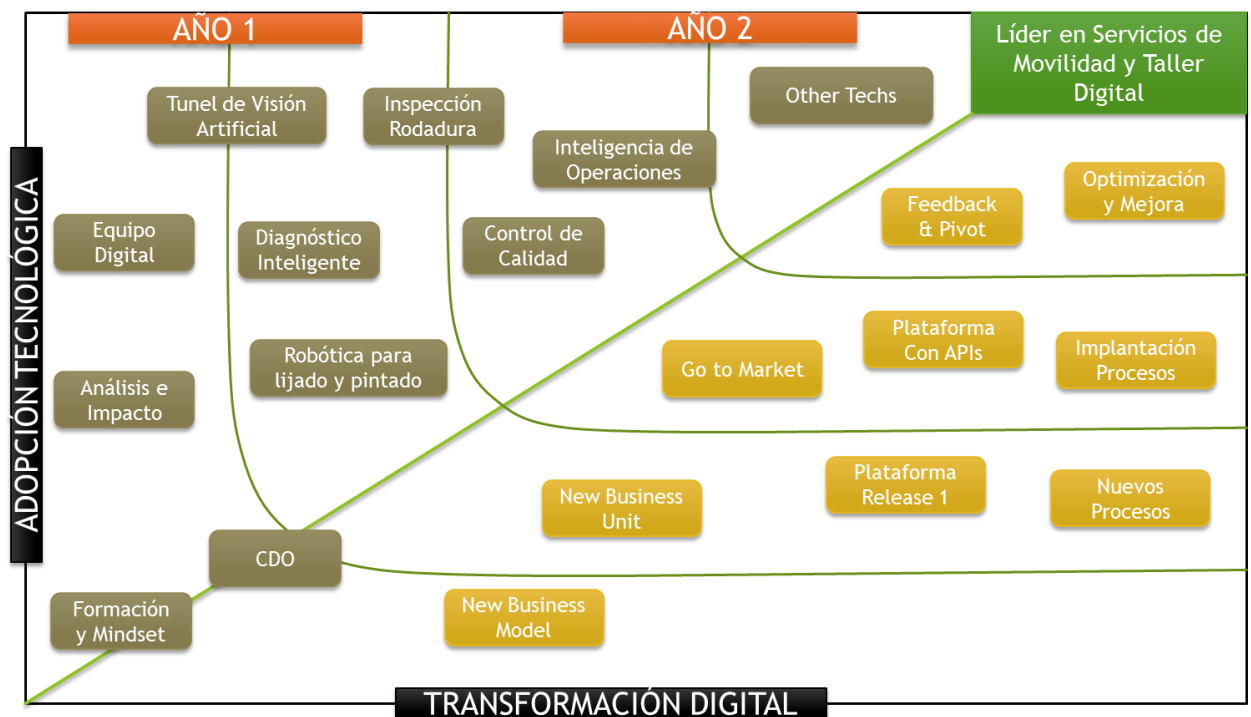 AÑO 1
AÑO 2
Líder en Servicios de
Movilidad y Taller
Digital
Tunel de Visión
Artificial
Inspección
Rodadura
Other Techs
Inteligencia de
Operaciones
Optimización
y Mejora
Feedback
& Pivot
Equipo
Digital
Diagnóstico
Inteligente
Control de
Calidad
ADOPCIÓN TECNOLÓGICA
Plataforma
Con APIs
Implantación
Procesos
Go to Market
Robótica para
lijado y pintado
Análisis e
Impacto
Plataforma
Release 1
Nuevos
Procesos
New Business
Unit
CDO
Formación
y Mindset
New Business
Model
TRANSFORMACIÓN DIGITAL